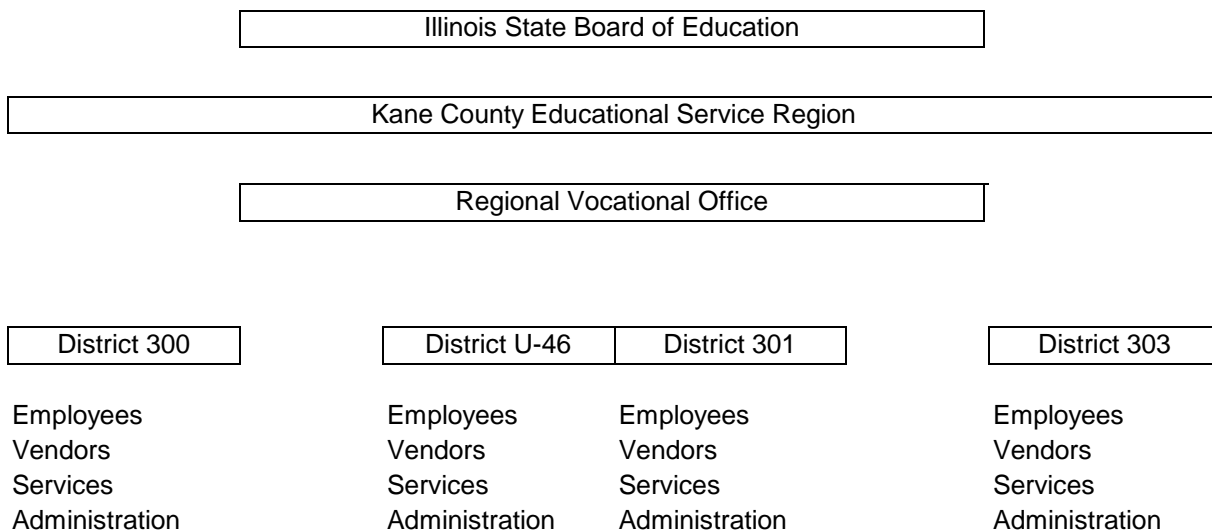 Illinois State Board of Education
Kane County Educational Service Region
Regional Vocational Office
District 300 District U-46 District 301 District 303
Employees Employees Employees Employees
Vendors Vendors Vendors Vendors
Services Services Services Services
Administration Administration Administration Administration